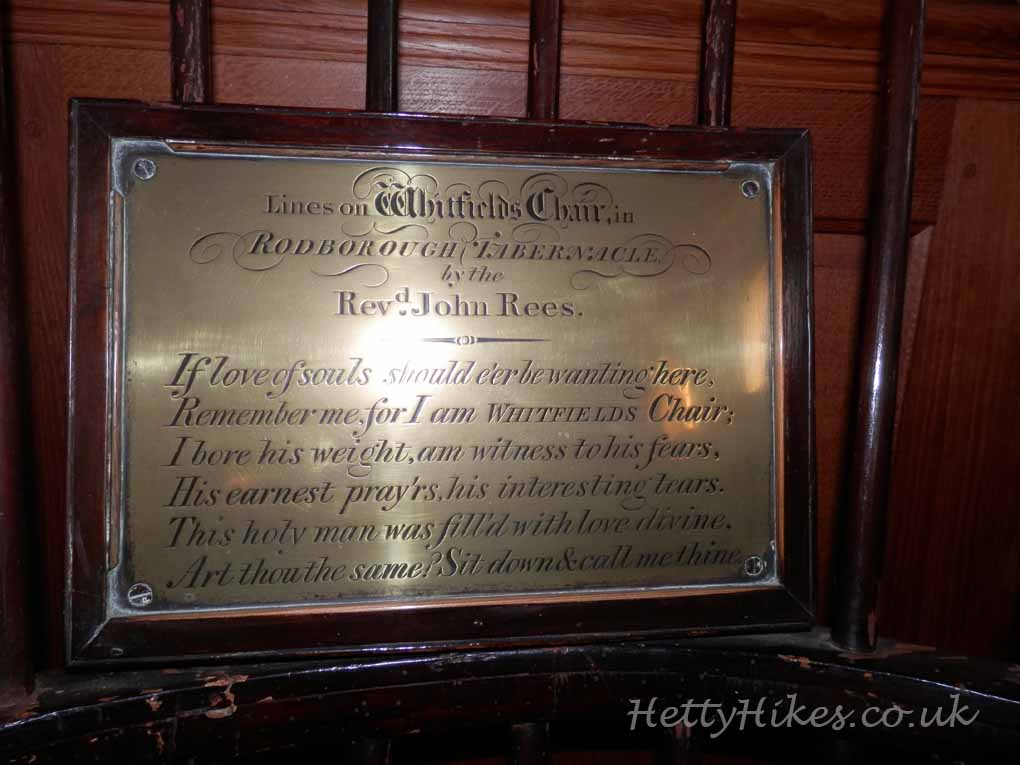 Lines on Whitfields Chair, in
RODBOROUGH TABERNACLE,
by the
Revd. John Rees.
If love of souls should e'er be wanting here,
Remember me, for I am WHITFIELDS Chair;
I bore his weight, am witness to his fears,
His earnest pray'rs, his interesting tears.
This holy man was fill'd with love divine,
Art thou the same? Sit down & call me thine.
HettyHikes.co.uk